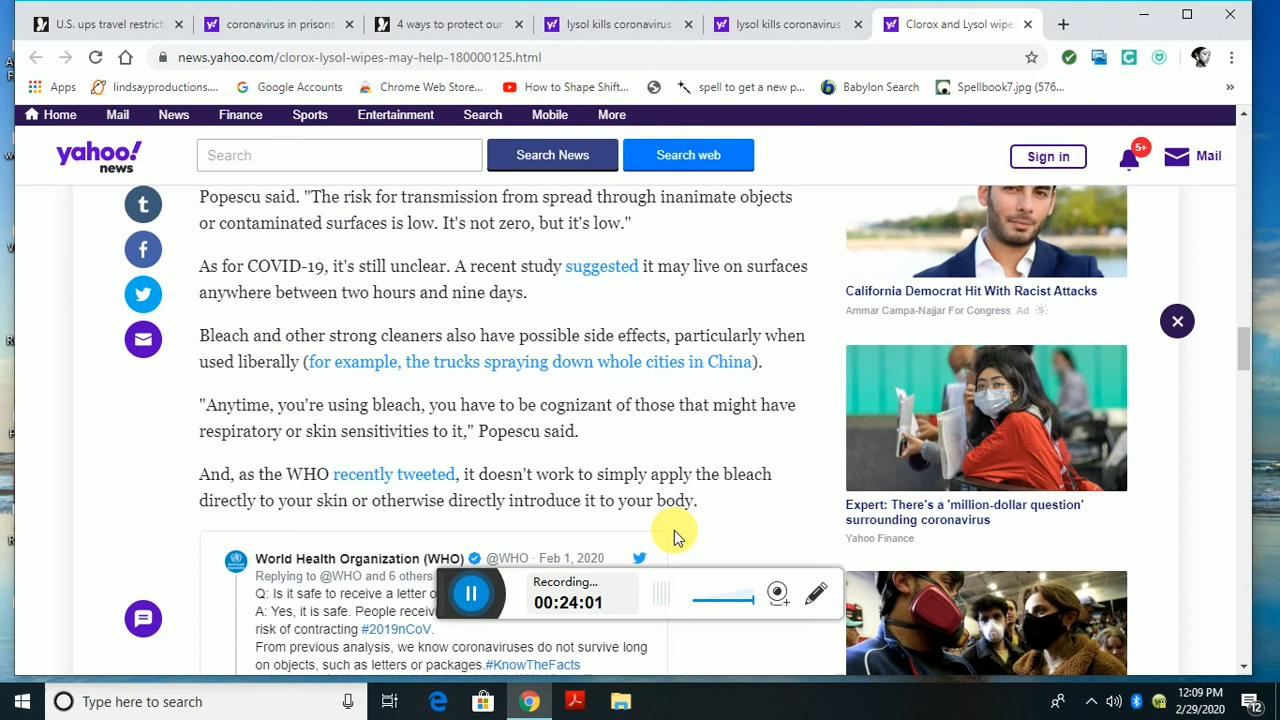 U.S. ups travel restric
coronavirus in prisons
4 ways to protect our
lysol kills coronavirus
lysol kills coronavirus
Clorox and Lysol wipe
news.yahoo.com/clorox-lysol-wipes-may-help-180000125.html
Apps
lindsayproductions....
Google Accounts
Chrome Web Store...
How to Shape Shift...
spell to get a new p...
Babylon Search
Spellbook7.jpg (576...
»
Home
Mail
News
Finance
Sports
Entertainment
Search
Mobile
More
yahoo!
news
Search
Search News
Search web
Sign in
5+
Mail
Popescu said. "The risk for transmission from spread through inanimate objects
or contaminated surfaces is low. It's not zero, but it's low."
As for COVID-19, it's still unclear. A recent study suggested it may live on surfaces
anywhere between two hours and nine days.
Bleach and other strong cleaners also have possible side effects, particularly when
used liberally (for example, the trucks spraying down whole cities in China).
"Anytime, you're using bleach, you have to be cognizant of those that might have
respiratory or skin sensitivities to it," Popescu said.
And, as the WHO recently tweeted, it doesn't work to simply apply the bleach
directly to your skin or otherwise directly introduce it to your body.
World Health Organization (WHO) @WHO · Feb 1, 2020
Replying to @WHO and 6 others
Q: Is it safe to receive a letter o
A: Yes, it is safe. People receivi
risk of contracting #2019nCoV.
From previous analysis, we know coronaviruses do not survive long
on objects, such as letters or packages.#KnowTheFacts
California Democrat Hit With Racist Attacks
Ammar Campa-Najjar For Congress Ad
Expert: There's a 'million-dollar question'
surrounding coronavirus
Yahoo Finance
Recording...
00:24:01
Type here to search
12:09 PM
2/29/2020
12